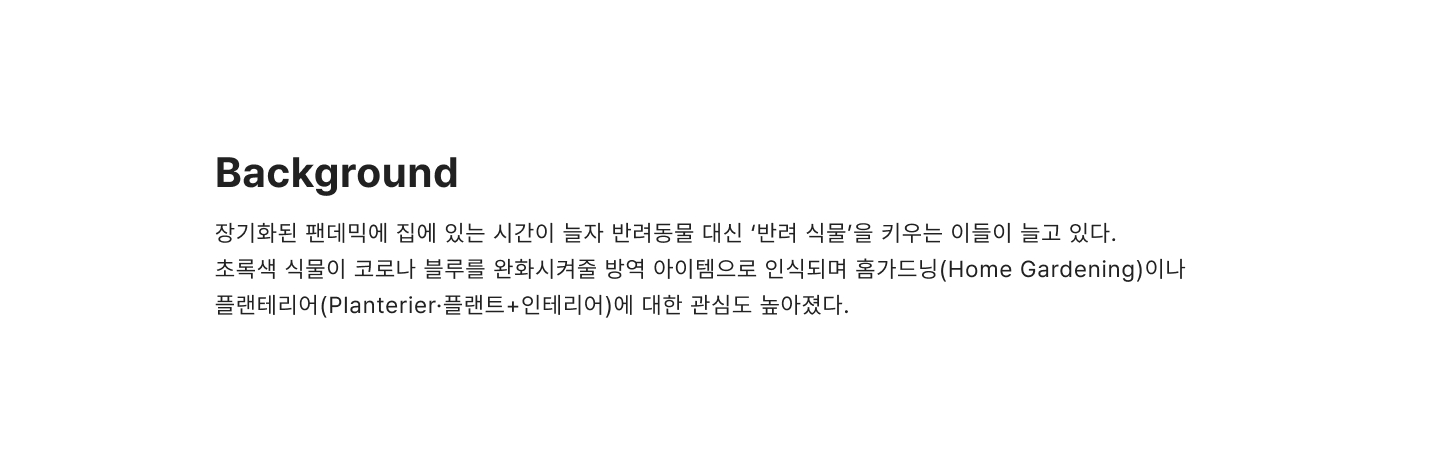 Background
장기화된 팬데믹에 집에 있는 시간이 늘자 반려동물 대신 ‘반려 식물’을 키우는 이들이 늘고 있다.
초록색 식물이 코로나 블루를 완화시켜줄 방역 아이템으로 인식되며 홈가드닝(Home Gardening)이나
플랜테리어(Planterier·플랜트+인테리어)에 대한 관심도 높아졌다.